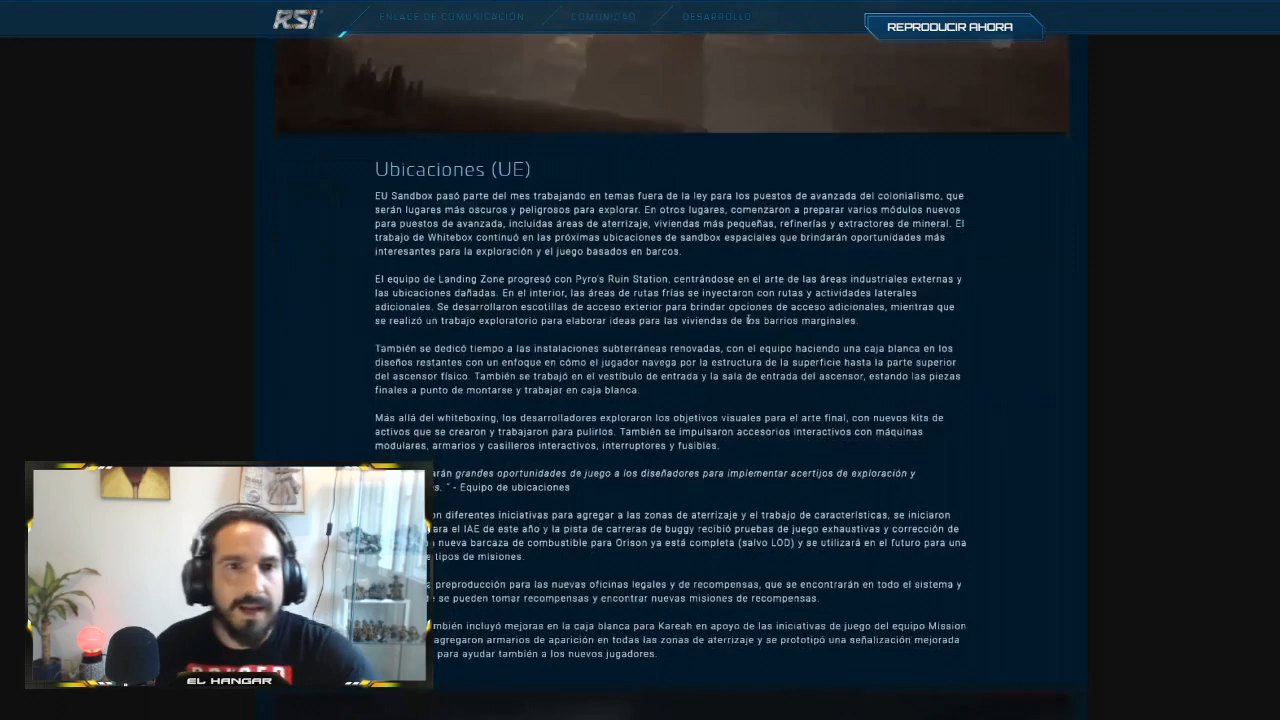 RSI
ENLACE DE COMUNICACIÓN
COMUNIDAD
DESARROLLO
REPRODUCIR AHORA
Ubicaciones (UE)
EU Sandbox pasó parte del mes trabajando en temas fuera de la ley para los puestos de avanzada del colonialismo, que
serán lugares más oscuros y peligrosos para explorar. En otros lugares, comenzaron a preparar varios módulos nuevos
para puestos de avanzada, incluidas áreas de aterrizaje, viviendas más pequeñas, refinerías y extractores de mineral. El
trabajo de Whitebox continuó en las próximas ubicaciones de sandbox espaciales que brindarán oportunidades más
interesantes para la exploración y el juego basados en barcos.
El equipo de Landing Zone progresó con Pyro's Ruin Station, centrándose en el arte de las áreas industriales externas y
las ubicaciones dañadas. En el interior, las áreas de rutas frías se inyectaron con rutas y actividades laterales
adicionales. Se desarrollaron escotillas de acceso exterior para brindar opciones de acceso adicionales, mientras que
se realizó un trabajo exploratorio para elaborar ideas para las viviendas de los barrios marginales.
También se dedicó tiempo a las instalaciones subterráneas renovadas, con el equipo haciendo una caja blanca en los
diseños restantes con un enfoque en cómo el jugador navega por la estructura de la superficie hasta la parte superior
del ascensor físico. También se trabajó en el vestíbulo de entrada y la sala de entrada del ascensor, estando las piezas
finales a punto de montarse y trabajar en caja blanca.
Más allá del whiteboxing, los desarrolladores exploraron los objetivos visuales para el arte final, con nuevos kits de
activos que se crearon y trabajaron para pulirlos. También se impulsaron accesorios interactivos con máquinas
modulares, armarios y casilleros interactivos, interruptores y fusibles.
arán grandes oportunidades de juego a los diseñadores para implementar acertijos de exploración y
s. " - Equipo de ubicaciones
on diferentes iniciativas para agregar a las zonas de aterrizaje y el trabajo de características, se iniciaron
ara el IAE de este año y la pista de carreras de buggy recibió pruebas de juego exhaustivas y corrección de
nueva barcaza de combustible para Orison ya está completa (salvo LOD) y se utilizará en el futuro para una
tipos de misiones.
preproducción para las nuevas oficinas legales y de recompensas, que se encontrarán en todo el sistema y
se pueden tomar recompensas y encontrar nuevas misiones de recompensas.
mbién incluyó mejoras en la caja blanca para Kareah en apoyo de las iniciativas de juego del equipo Mission
agregaron armarios de aparición en todas las zonas de aterrizaje y se prototipó una señalización mejorada
para ayudar también a los nuevos jugadores.
EL HANGAR